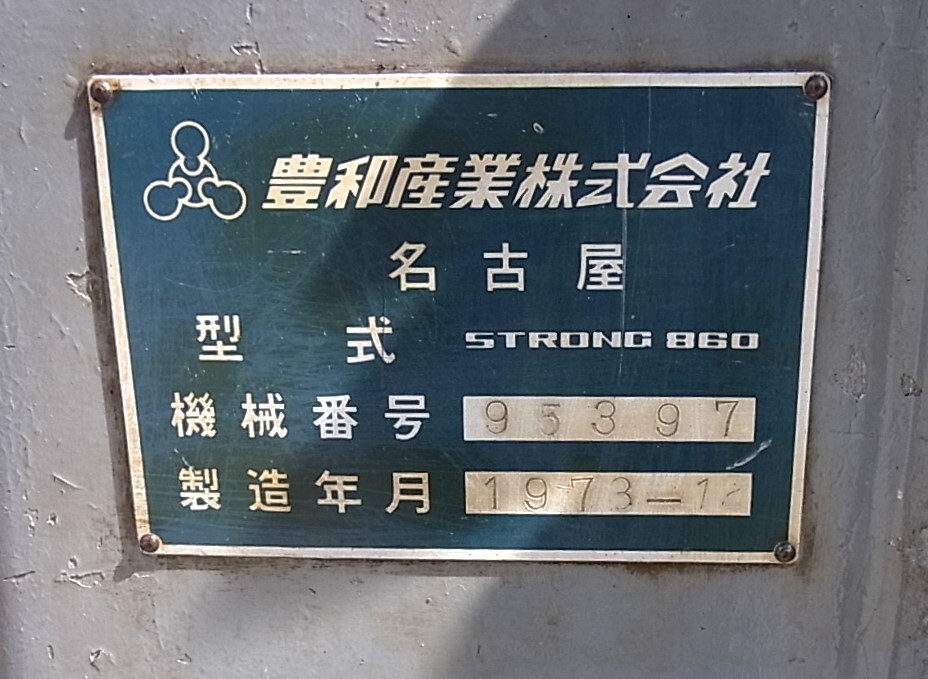 豊和産業株式会社
名古屋
型式 STRONG 860
機械番号 95397
製造年月 1973-12